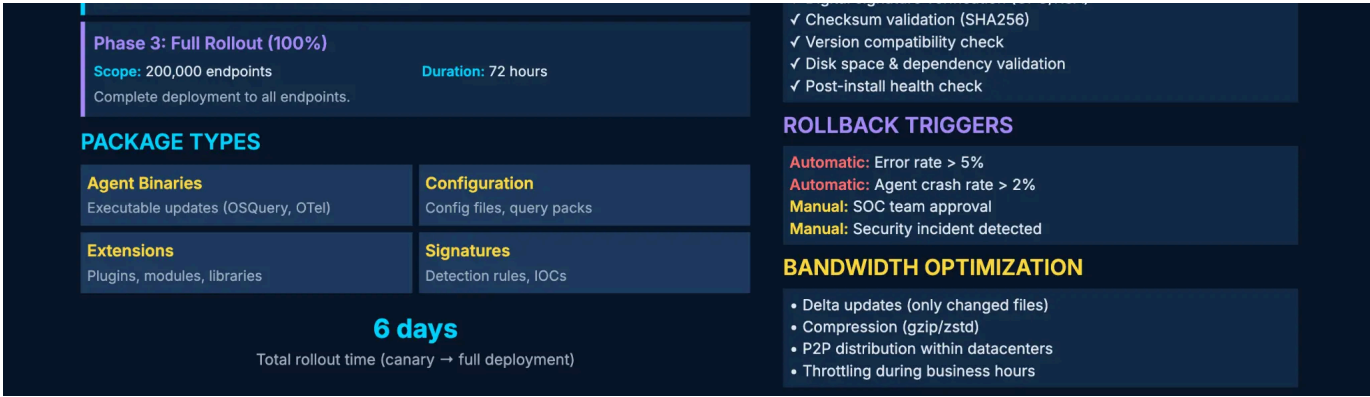 Phase 3: Full Rollout (100%)
Scope: 200,000 endpoints Duration: 72 hours
Complete deployment to all endpoints.
PACKAGE TYPES
Agent Binaries
Executable updates (OSQuery, OTel)
Configuration
Config files, query packs
Extensions
Plugins, modules, libraries
Signatures
Detection rules, IOCs
6 days
Total rollout time (canary → full deployment)
✓ Checksum validation (SHA256)
✓ Version compatibility check
✓ Disk space & dependency validation
✓ Post-install health check
ROLLBACK TRIGGERS
Automatic: Error rate > 5%
Automatic: Agent crash rate > 2%
Manual: SOC team approval
Manual: Security incident detected
BANDWIDTH OPTIMIZATION
• Delta updates (only changed files)
• Compression (gzip/zstd)
• P2P distribution within datacenters
• Throttling during business hours